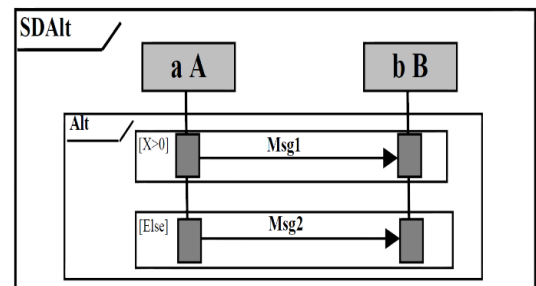 SDAlt
a A
b B
Alt
[X>0]
Msg1
[Else]
Msg2